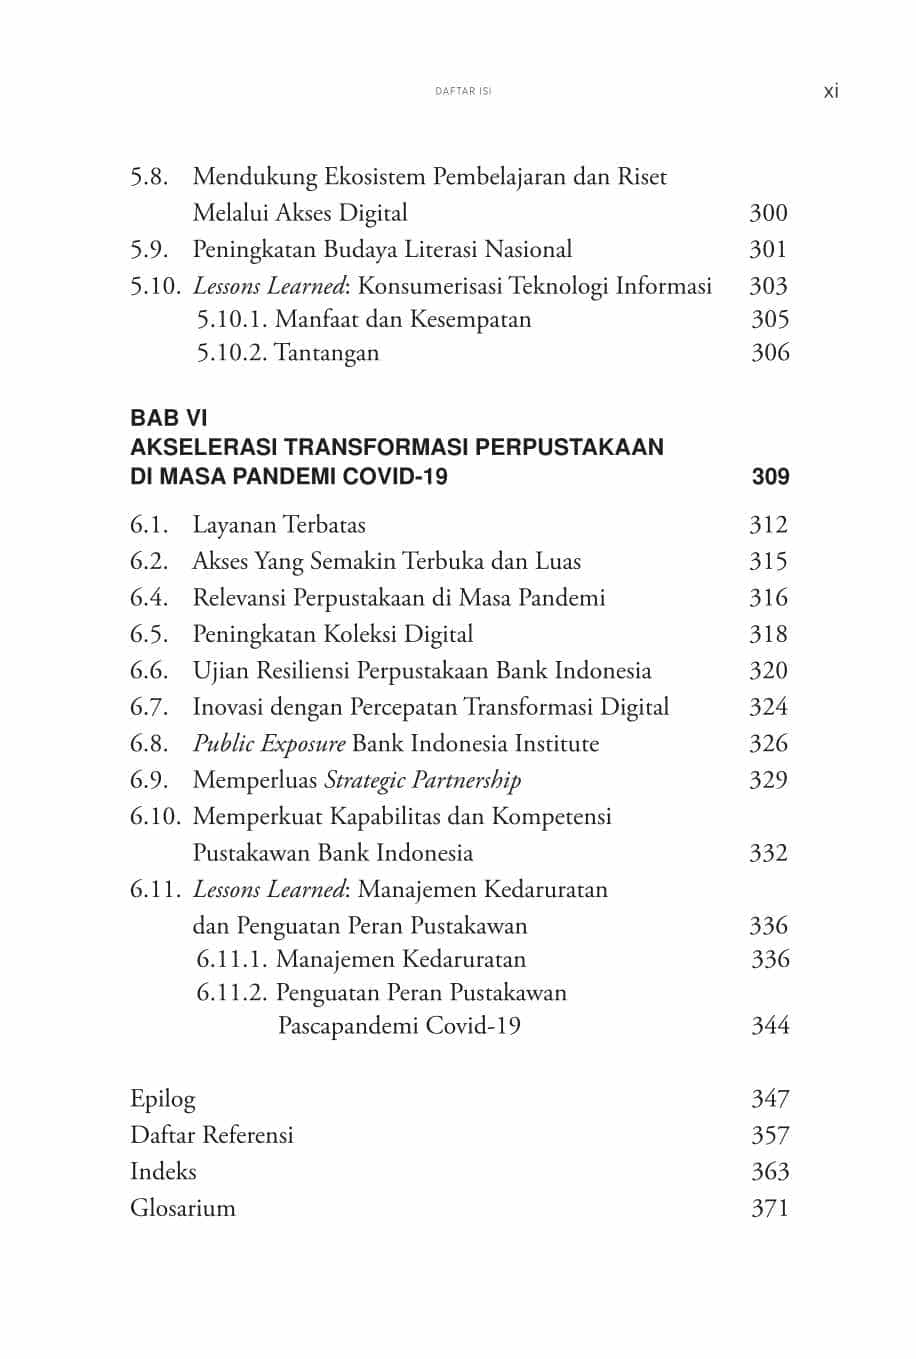 DAFTAR ISI xi
5.8. Mendukung Ekosistem Pembelajaran dan Riset
Melalui Akses Digital 300
5.9. Peningkatan Budaya Literasi Nasional 301
5.10. Lessons Learned: Konsumerisasi Teknologi Informasi 303
5.10.1. Manfaat dan Kesempatan 305
5.10.2. Tantangan 306
BAB VI
AKSELERASI TRANSFORMASI PERPUSTAKAAN
DI MASA PANDEMI COVID-19 309
6.1. Layanan Terbatas 312
6.2. Akses Yang Semakin Terbuka dan Luas 315
6.4. Relevansi Perpustakaan di Masa Pandemi 316
6.5. Peningkatan Koleksi Digital 318
6.6. Ujian Resiliensi Perpustakaan Bank Indonesia 320
6.7. Inovasi dengan Percepatan Transformasi Digital 324
6.8. Public Exposure Bank Indonesia Institute 326
6.9. Memperluas Strategic Partnership 329
6.10. Memperkuat Kapabilitas dan Kompetensi
Pustakawan Bank Indonesia 332
6.11. Lessons Learned: Manajemen Kedaruratan
dan Penguatan Peran Pustakawan 336
6.11.1. Manajemen Kedaruratan 336
6.11.2. Penguatan Peran Pustakawan
Pascapandemi Covid-19 344
Epilog 347
Daftar Referensi 357
Indeks 363
Glosarium 371